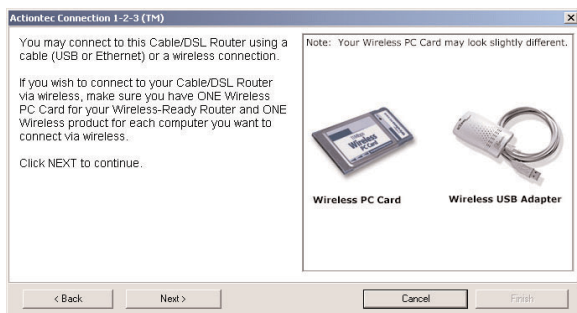 Actiontec Connection 1-2-3 (TM)
You may connect to this Cable/DSL Router using a
cable (USB or Ethernet) or a wireless connection.
If you wish to connect to your Cable/DSL Router
via wireless, make sure you have ONE Wireless
PC Card for your Wireless-Ready Router and ONE
Wireless product for each computer you want to
connect via wireless.
Click NEXT to continue.
Note: Your Wireless PC Card may look slightly different.
Wireless
PC Card
Wireless PC Card
Wireless USB Adapter
< Back
Next >
Cancel
Finish